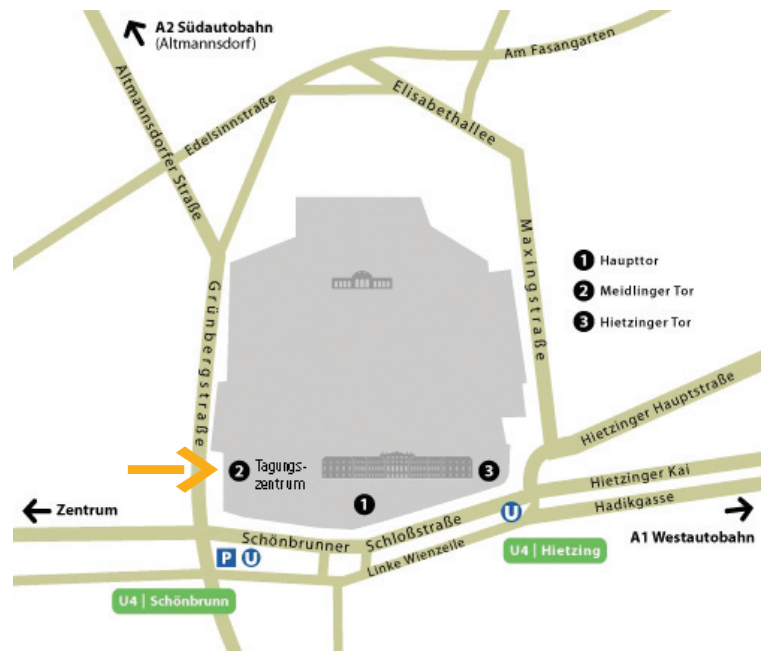 A2 Südautobahn
(Altmannsdorf)
Am Fasangarten
Elisabethallee
Altmannsdorfer Straße
Edelsinnstraße
Maxingstraße
1 Haupttor
2 Meidlinger Tor
3 Hietzinger Tor
Grünbergstraße
Hietzinger Hauptstraße
2
Tagungs-
zentrum
3
1
Hietzinger Kai
Zentrum
Hadikgasse
U
Schönbrunner Schloßstraße
A1 Westautobahn
Linke Wienzeile
U4 | Hietzing
P U
U4 | Schönbrunn